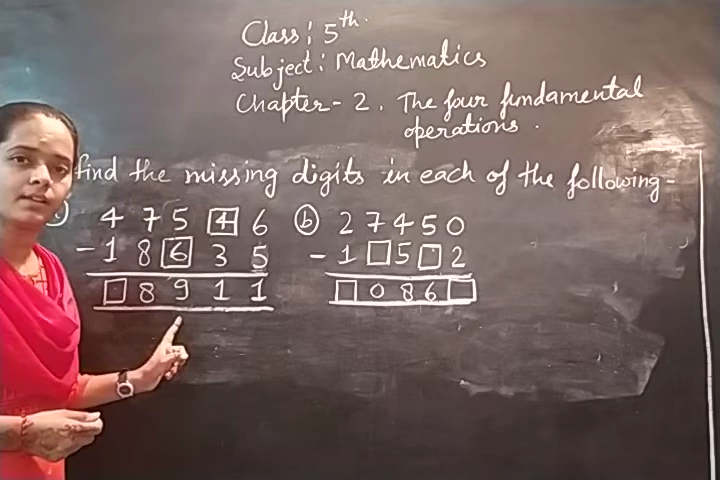 Class: 5th.
Subject: Mathematics
Chapter - 2. The four fundamental
operations.
find the missing digits in each of the following -
4 7 5 4 6 (b) 2 7 4 5 0
- 1 8 6 3 5 - 1 □ 5 □ 2
□ 8 9 1 1 □ 0 8 6 □